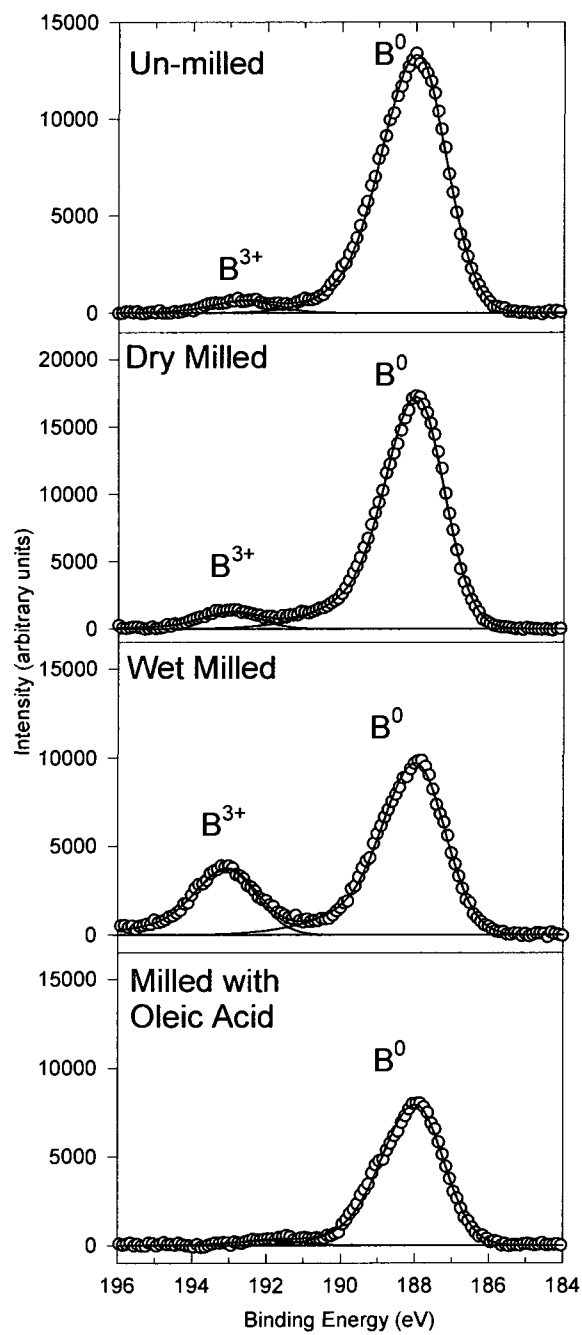 15000
Un-milled
B⁰
10000
5000
B³⁺
0
20000
Dry Milled
B⁰
15000
10000
B³⁺
5000
0
Intensity (arbitrary units)
15000
Wet Milled
B⁰
10000
B³⁺
5000
0
15000
Milled with
Oleic Acid
B⁰
10000
5000
0
196 194 192 190 188 186 184
Binding Energy (eV)